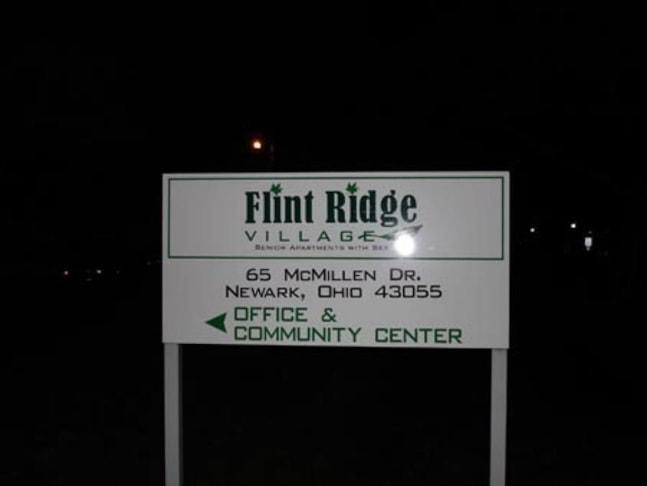 Flint Ridge
VILLAGE
SENIOR APARTMENTS WITH
65 MCMILLEN DR.
NEWARK, OHIO 43055
OFFICE &
COMMUNITY CENTER